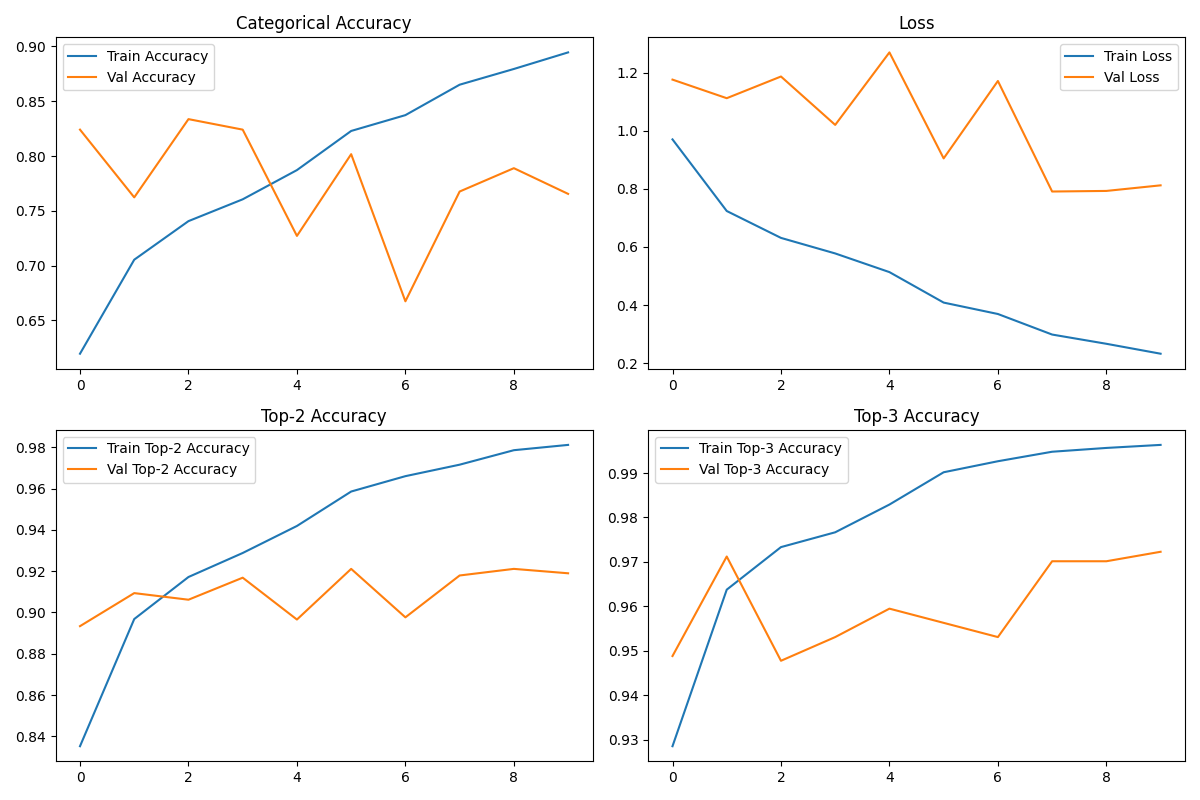 Categorical Accuracy
Train Accuracy
Val Accuracy
0.90
0.85
0.80
0.75
0.70
0.65
0 2 4 6 8
Loss
Train Loss
Val Loss
1.2
1.0
0.8
0.6
0.4
0.2
0 2 4 6 8
Top-2 Accuracy
Train Top-2 Accuracy
Val Top-2 Accuracy
0.98
0.96
0.94
0.92
0.90
0.88
0.86
0.84
0 2 4 6 8
Top-3 Accuracy
Train Top-3 Accuracy
Val Top-3 Accuracy
0.99
0.98
0.97
0.96
0.95
0.94
0.93
0 2 4 6 8